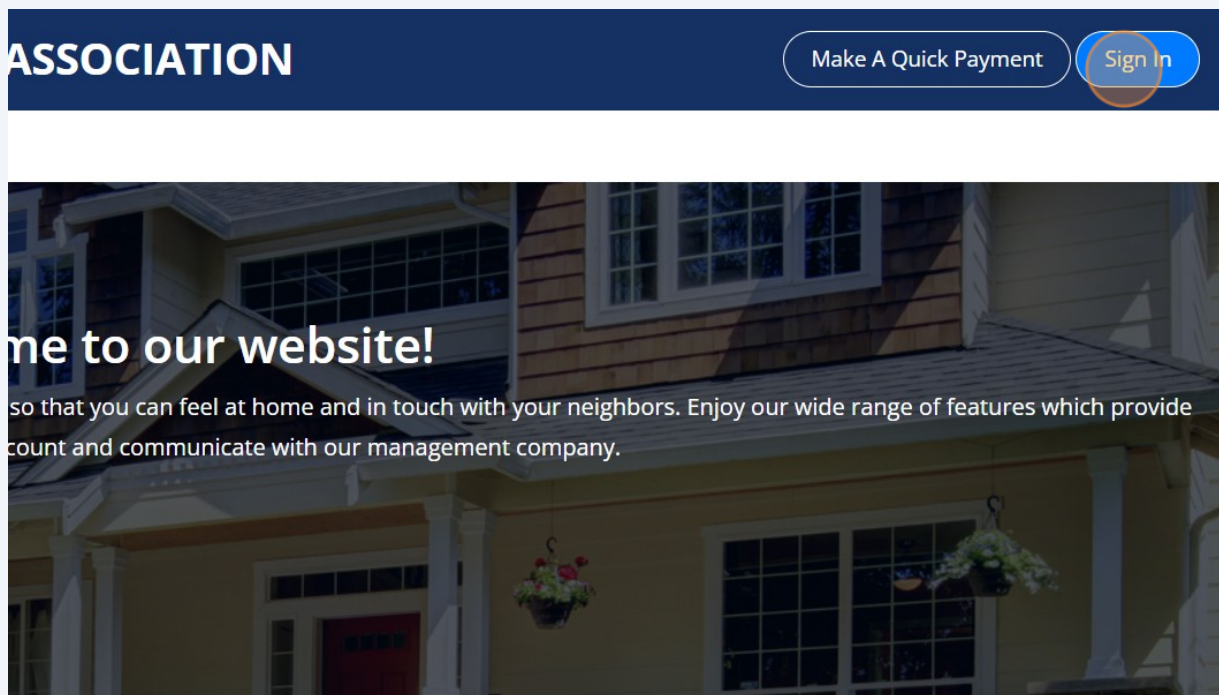 ASSOCIATION
Make A Quick Payment
Sign In
me to our website!
so that you can feel at home and in touch with your neighbors. Enjoy our wide range of features which provide
count and communicate with our management company.